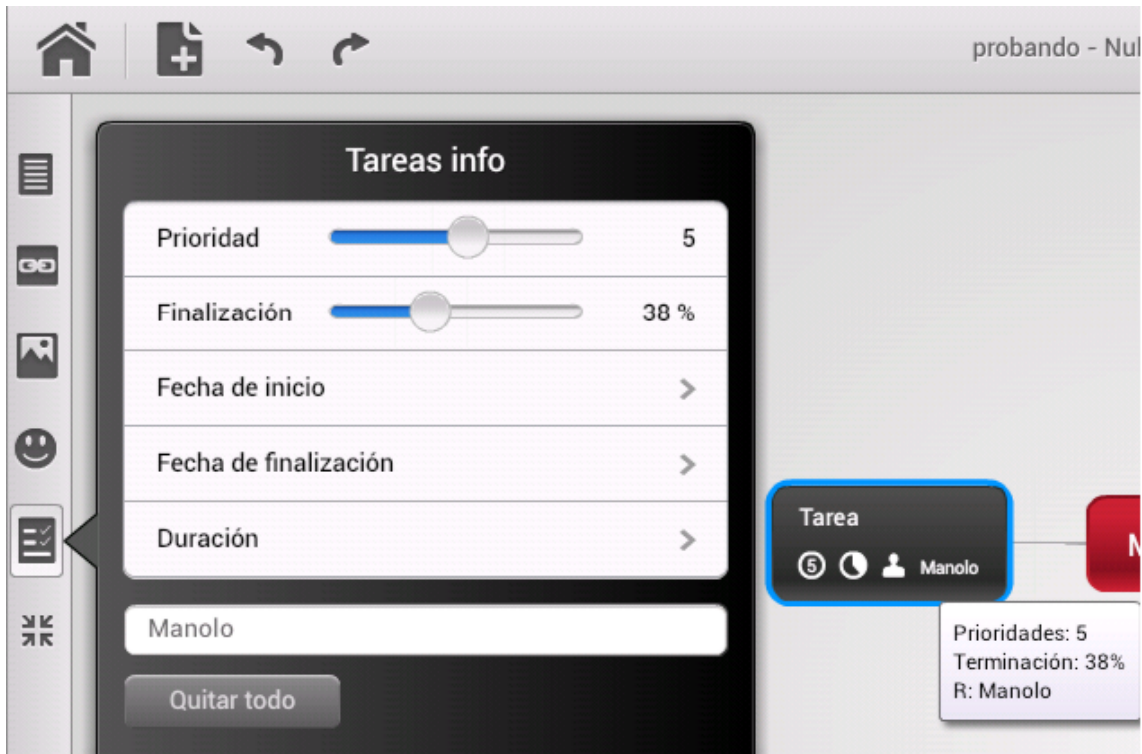 probando - Nul
Tareas info
Prioridad 5
Finalización 38 %
Fecha de inicio
Fecha de finalización
Duración
Manolo
Quitar todo
Tarea
5 Manolo
Prioridades: 5
Terminación: 38%
R: Manolo